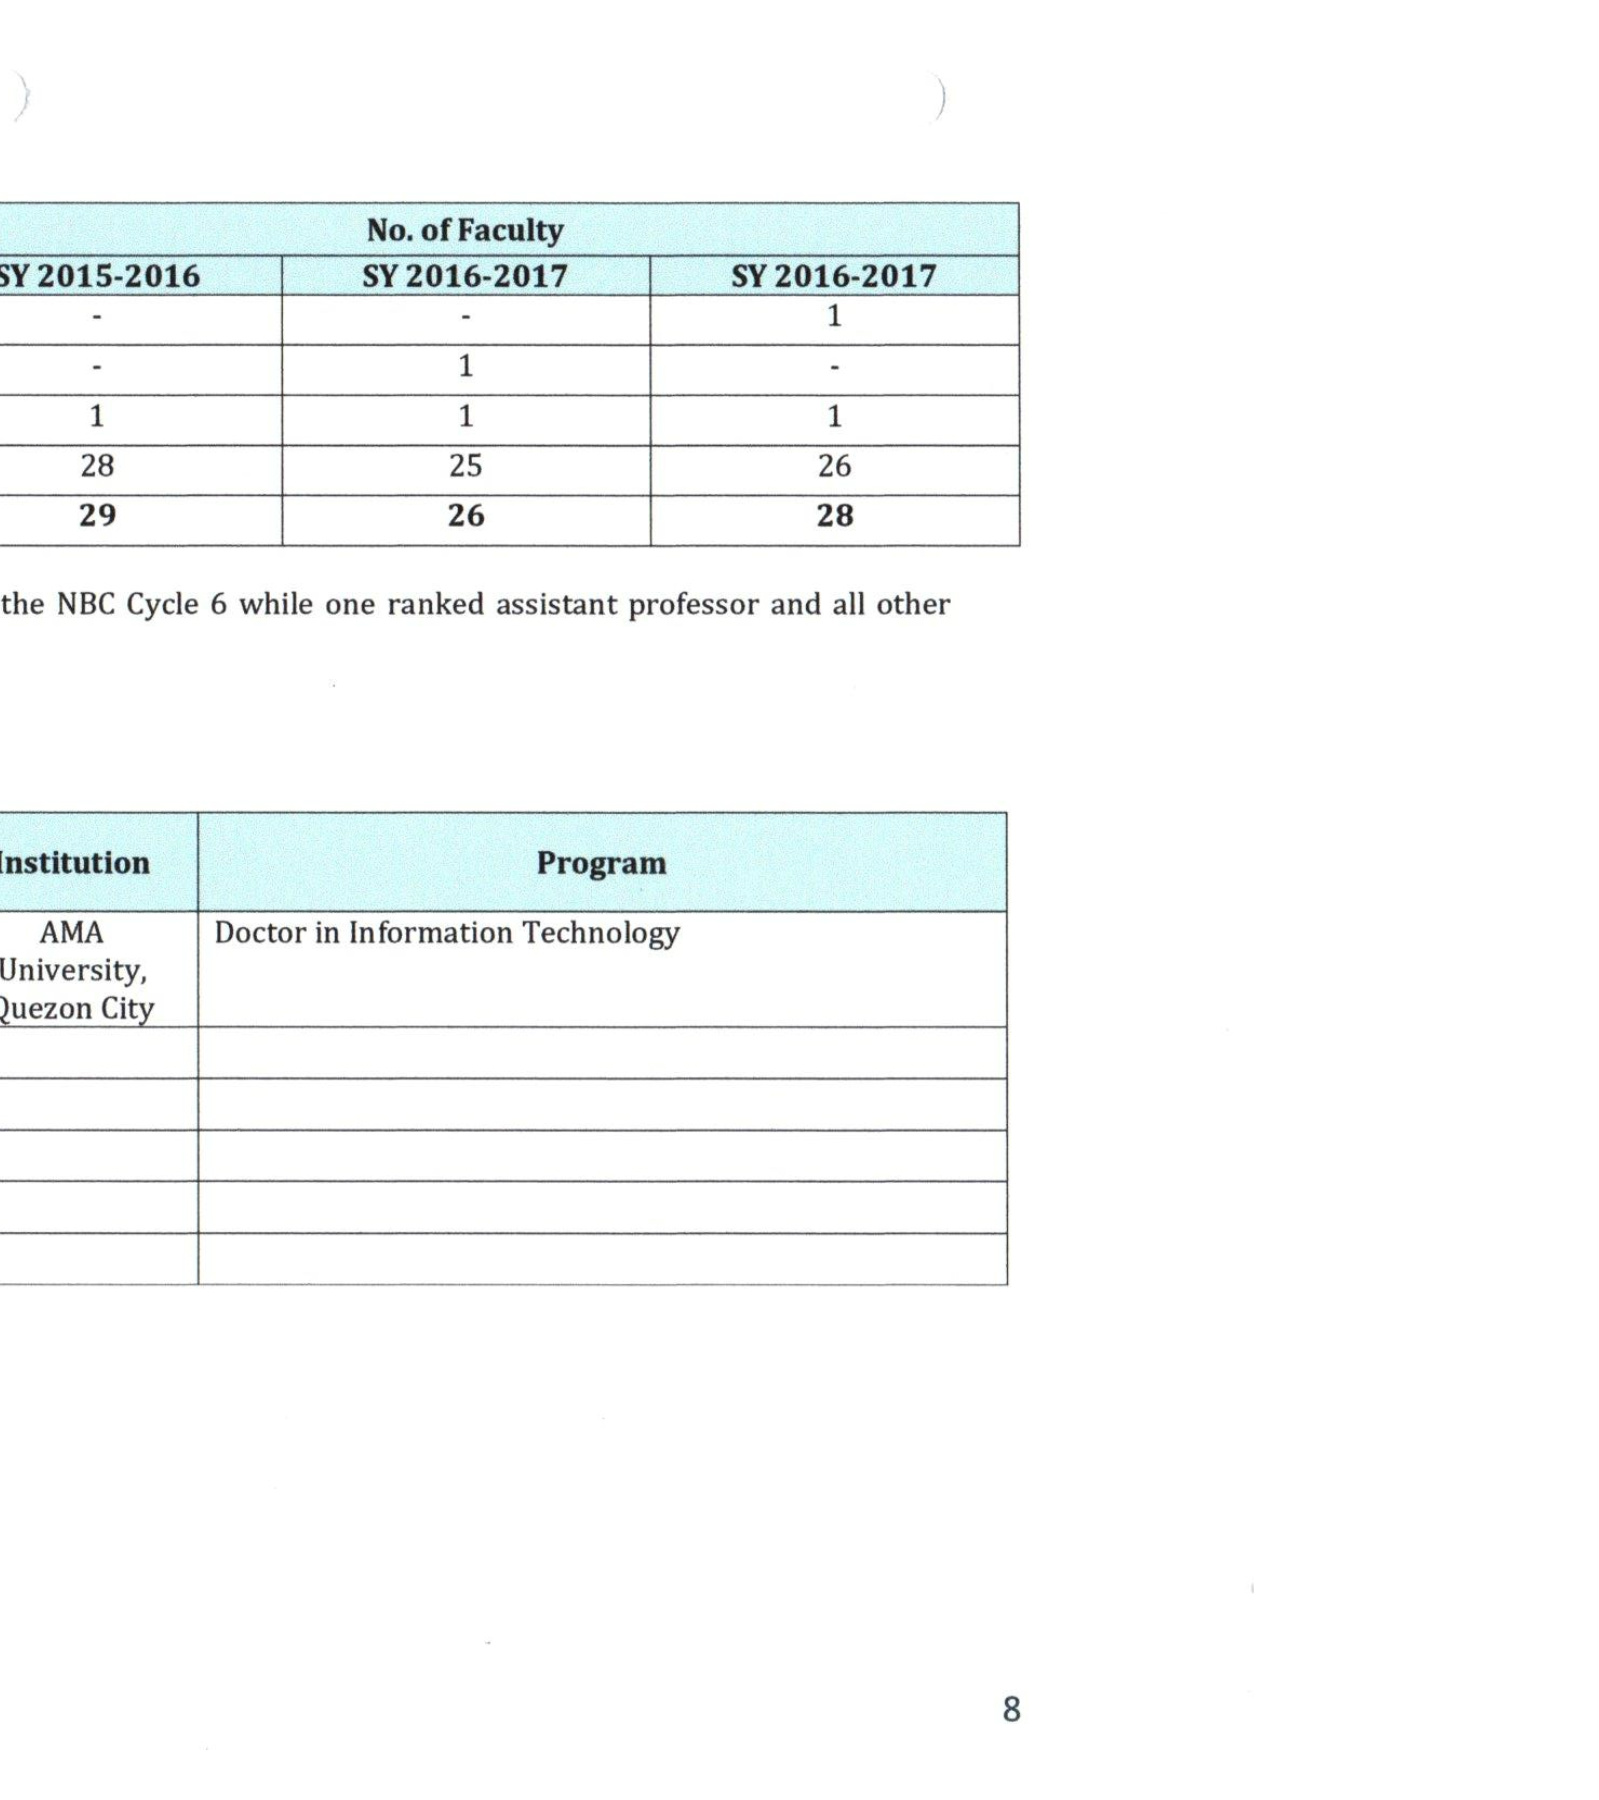 No. of Faculty
SY 2015-2016 SY 2016-2017 SY 2016-2017
- - 1
- 1 -
1 1 1
28 25 26
29 26 28
the NBC Cycle 6 while one ranked assistant professor and all other
Institution Program
AMA Doctor in Information Technology
University,
Quezon City
8